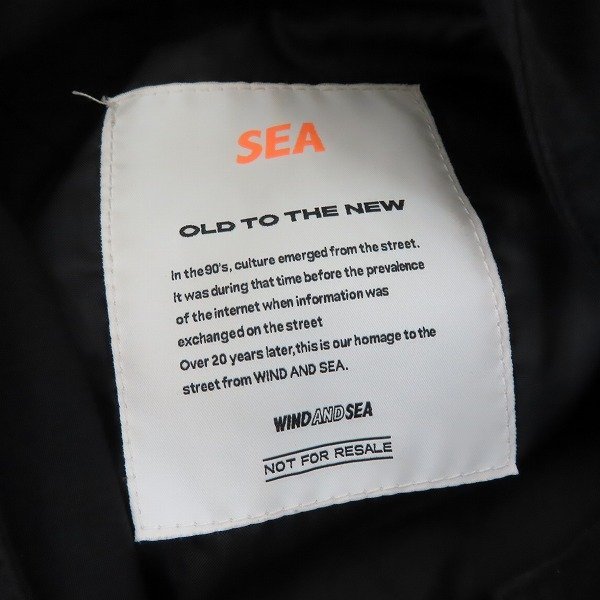 SEA
OLD TO THE NEW
In the 90's, culture emerged from the street.
It was during that time before the prevalence
of the internet when information was
exchanged on the street
Over 20 years later, this is our homage to the
street from WIND AND SEA.
WINDANDSEA
NOT FOR RESALE